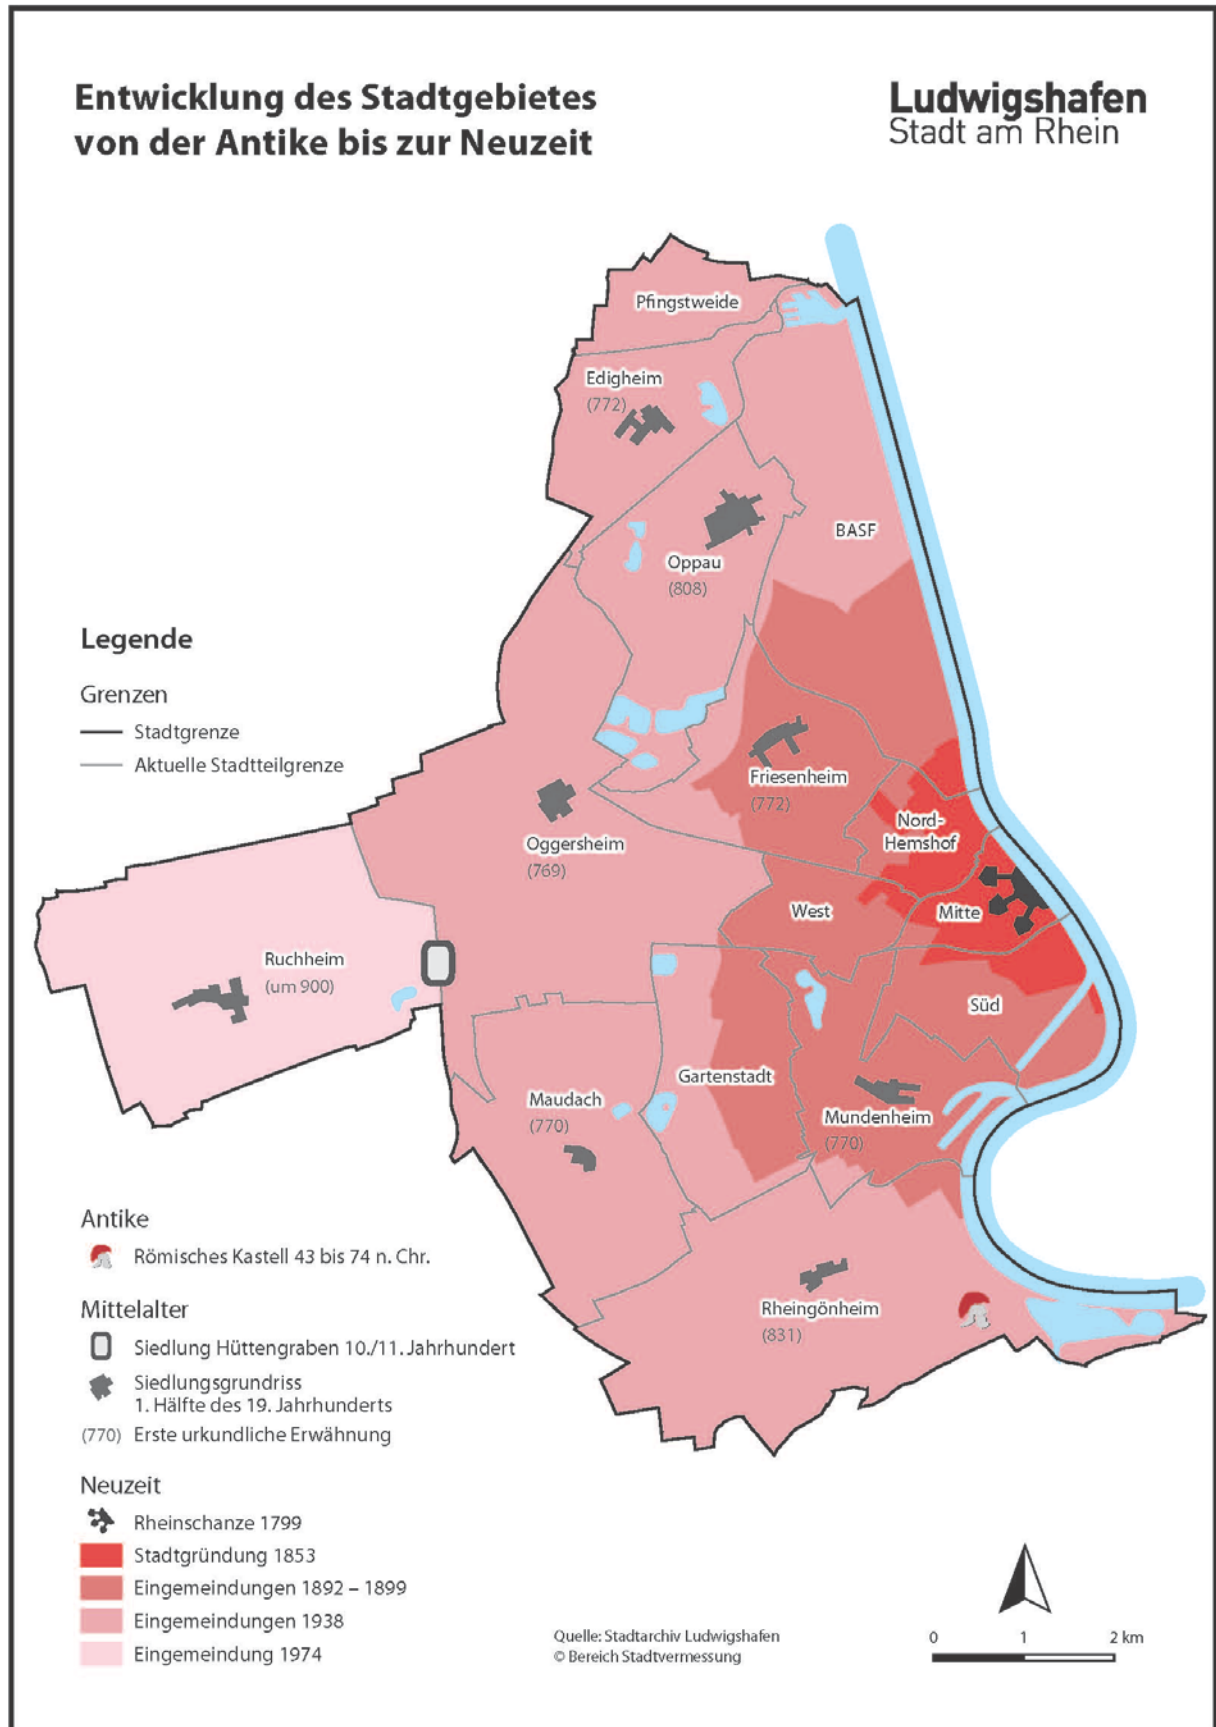 Entwicklung des Stadtgebietes
von der Antike bis zur Neuzeit
Ludwigshafen
Stadt am Rhein
Pfingstweide
Edigheim
(772)
BASF
Oppau
(808)
Friesenheim
(772)
Nord-
Hemshof
Oggersheim
(769)
West
Mitte
Ruchheim
(um 900)
Süd
Gartenstadt
Maudach
(770)
Mundenheim
(770)
Rheingönheim
(831)
Legende
Grenzen
Stadtgrenze
Aktuelle Stadtteilgrenze
Antike
Römisches Kastell 43 bis 74 n. Chr.
Mittelalter
Siedlung Hüttengraben 10./11. Jahrhundert
Siedlungsgrundriss
1. Hälfte des 19. Jahrhunderts
(770) Erste urkundliche Erwähnung
Neuzeit
Rheinschanze 1799
Stadtgründung 1853
Eingemeindungen 1892 – 1899
Eingemeindungen 1938
Eingemeindung 1974
Quelle: Stadtarchiv Ludwigshafen
© Bereich Stadtvermessung
0 1 2 km